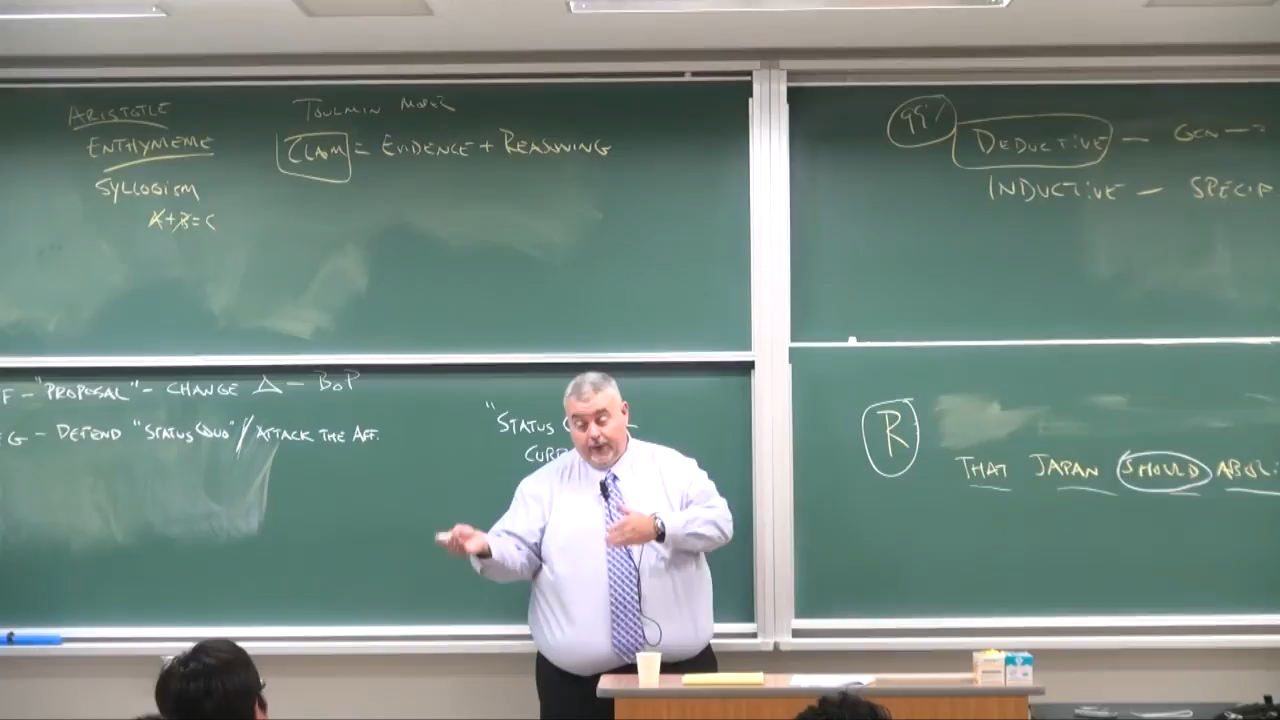 ARISTOTLE
ENTHYMEME
SYLLOGISM
A+B=C
TOULMIN MODEL
CLAIM = EVIDENCE + REASONING
99%
DEDUCTIVE — GEN —
INDUCTIVE — SPECIF
F - "PROPOSAL" - CHANGE △ - BoP
EG - DEFEND "STATUS QUO" // ATTACK THE AFF.
"STATUS
CURR
R
THAT JAPAN SHOULD ABOLI